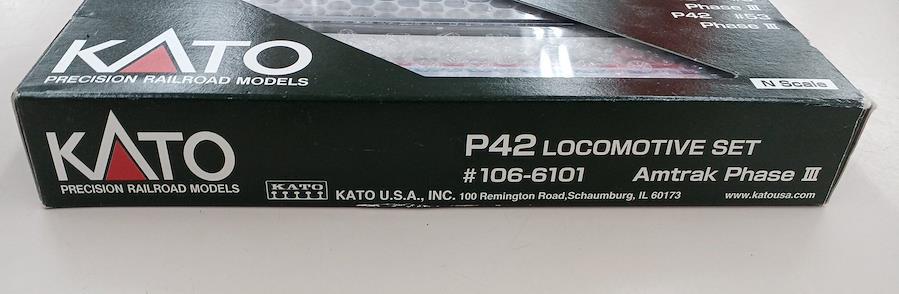 Phase III
P42 #53
Phase III
KATO
PRECISION RAILROAD MODELS
N Scale
KATO
PRECISION RAILROAD MODELS
P42 LOCOMOTIVE SET
#106-6101 Amtrak Phase III
KATO
KATO U.S.A., INC. 100 Remington Road,Schaumburg, IL 60173
www.katousa.com